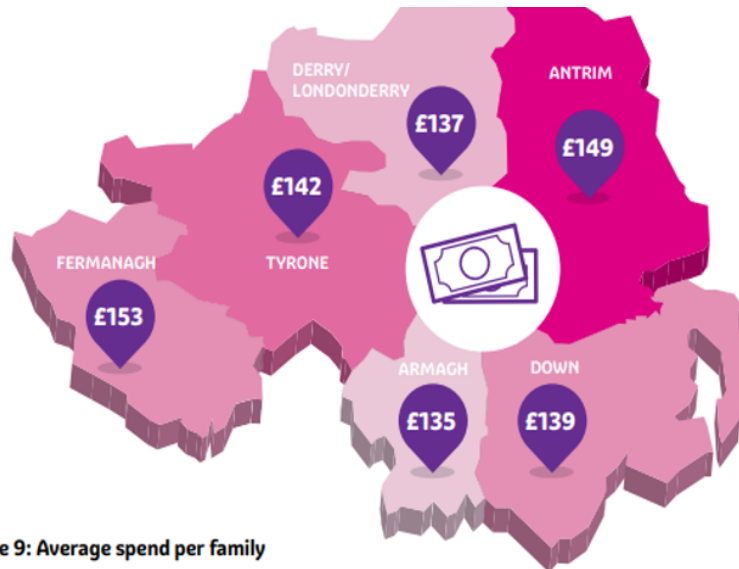 DERRY/
LONDONDERRY
£137
ANTRIM
£149
£142
TYRONE
FERMANAGH
£153
ARMAGH
£135
DOWN
£139
e 9: Average spend per family